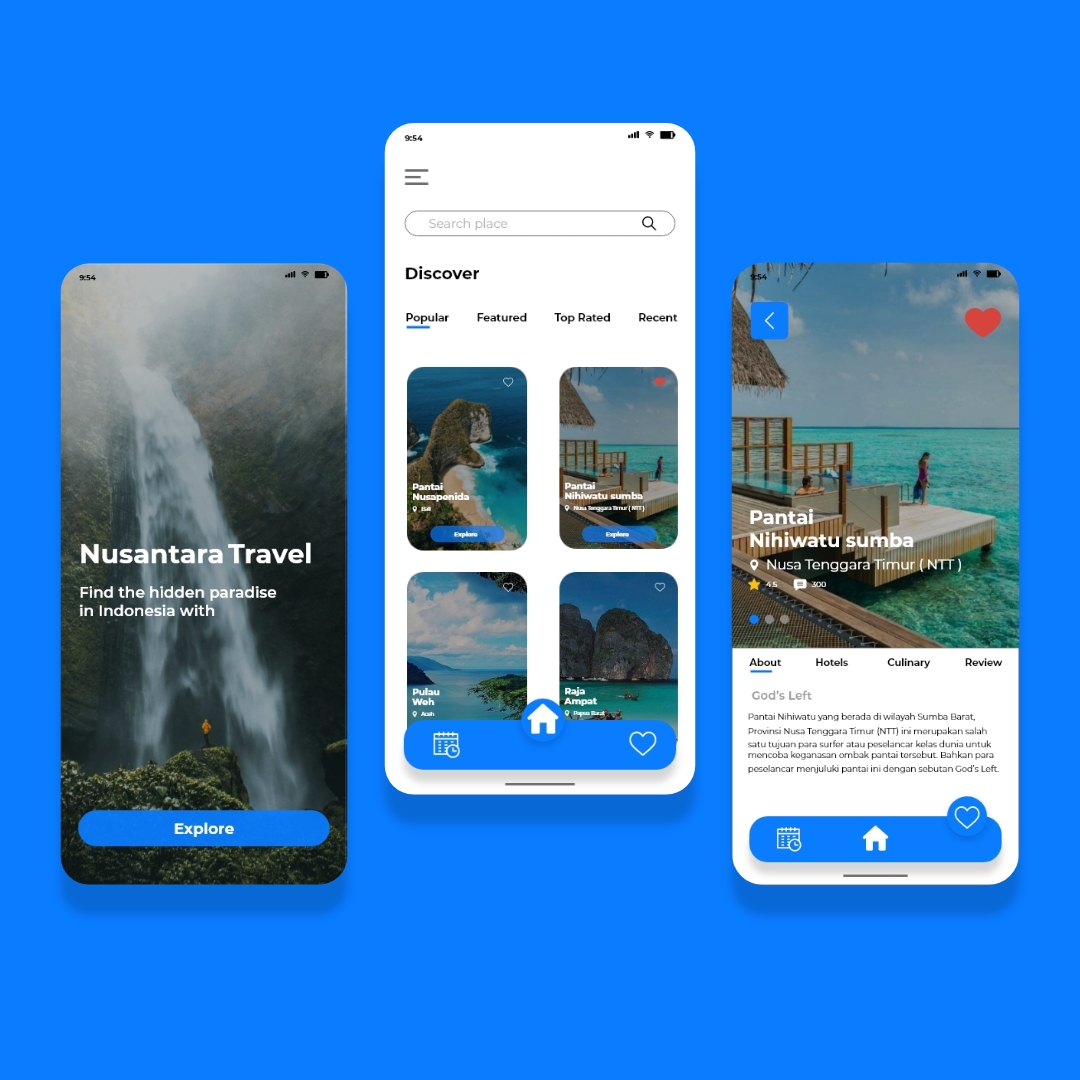 9:54
Nusantara Travel
Find the hidden paradise
in Indonesia with
Explore
9:54
Search place
Discover
Popular Featured Top Rated Recent
Pantai
Nusapenida
Bali
Explore
Pantai
Nihiwatu sumba
Nusa Tenggara Timur ( NTT )
Explore
Pulau
Weh
Aceh
Raja
Ampat
Papua Barat
9:54
Pantai
Nihiwatu sumba
Nusa Tenggara Timur ( NTT )
4.5 300
About Hotels Culinary Review
God's Left
Pantai Nihiwatu yang berada di wilayah Sumba Barat,
Provinsi Nusa Tenggara Timur (NTT) ini merupakan salah
satu tujuan para surfer atau peselancar kelas dunia untuk
mencoba keganasan ombak pantai tersebut. Bahkan para
peselancar menjuluki pantai ini dengan sebutan God's Left.